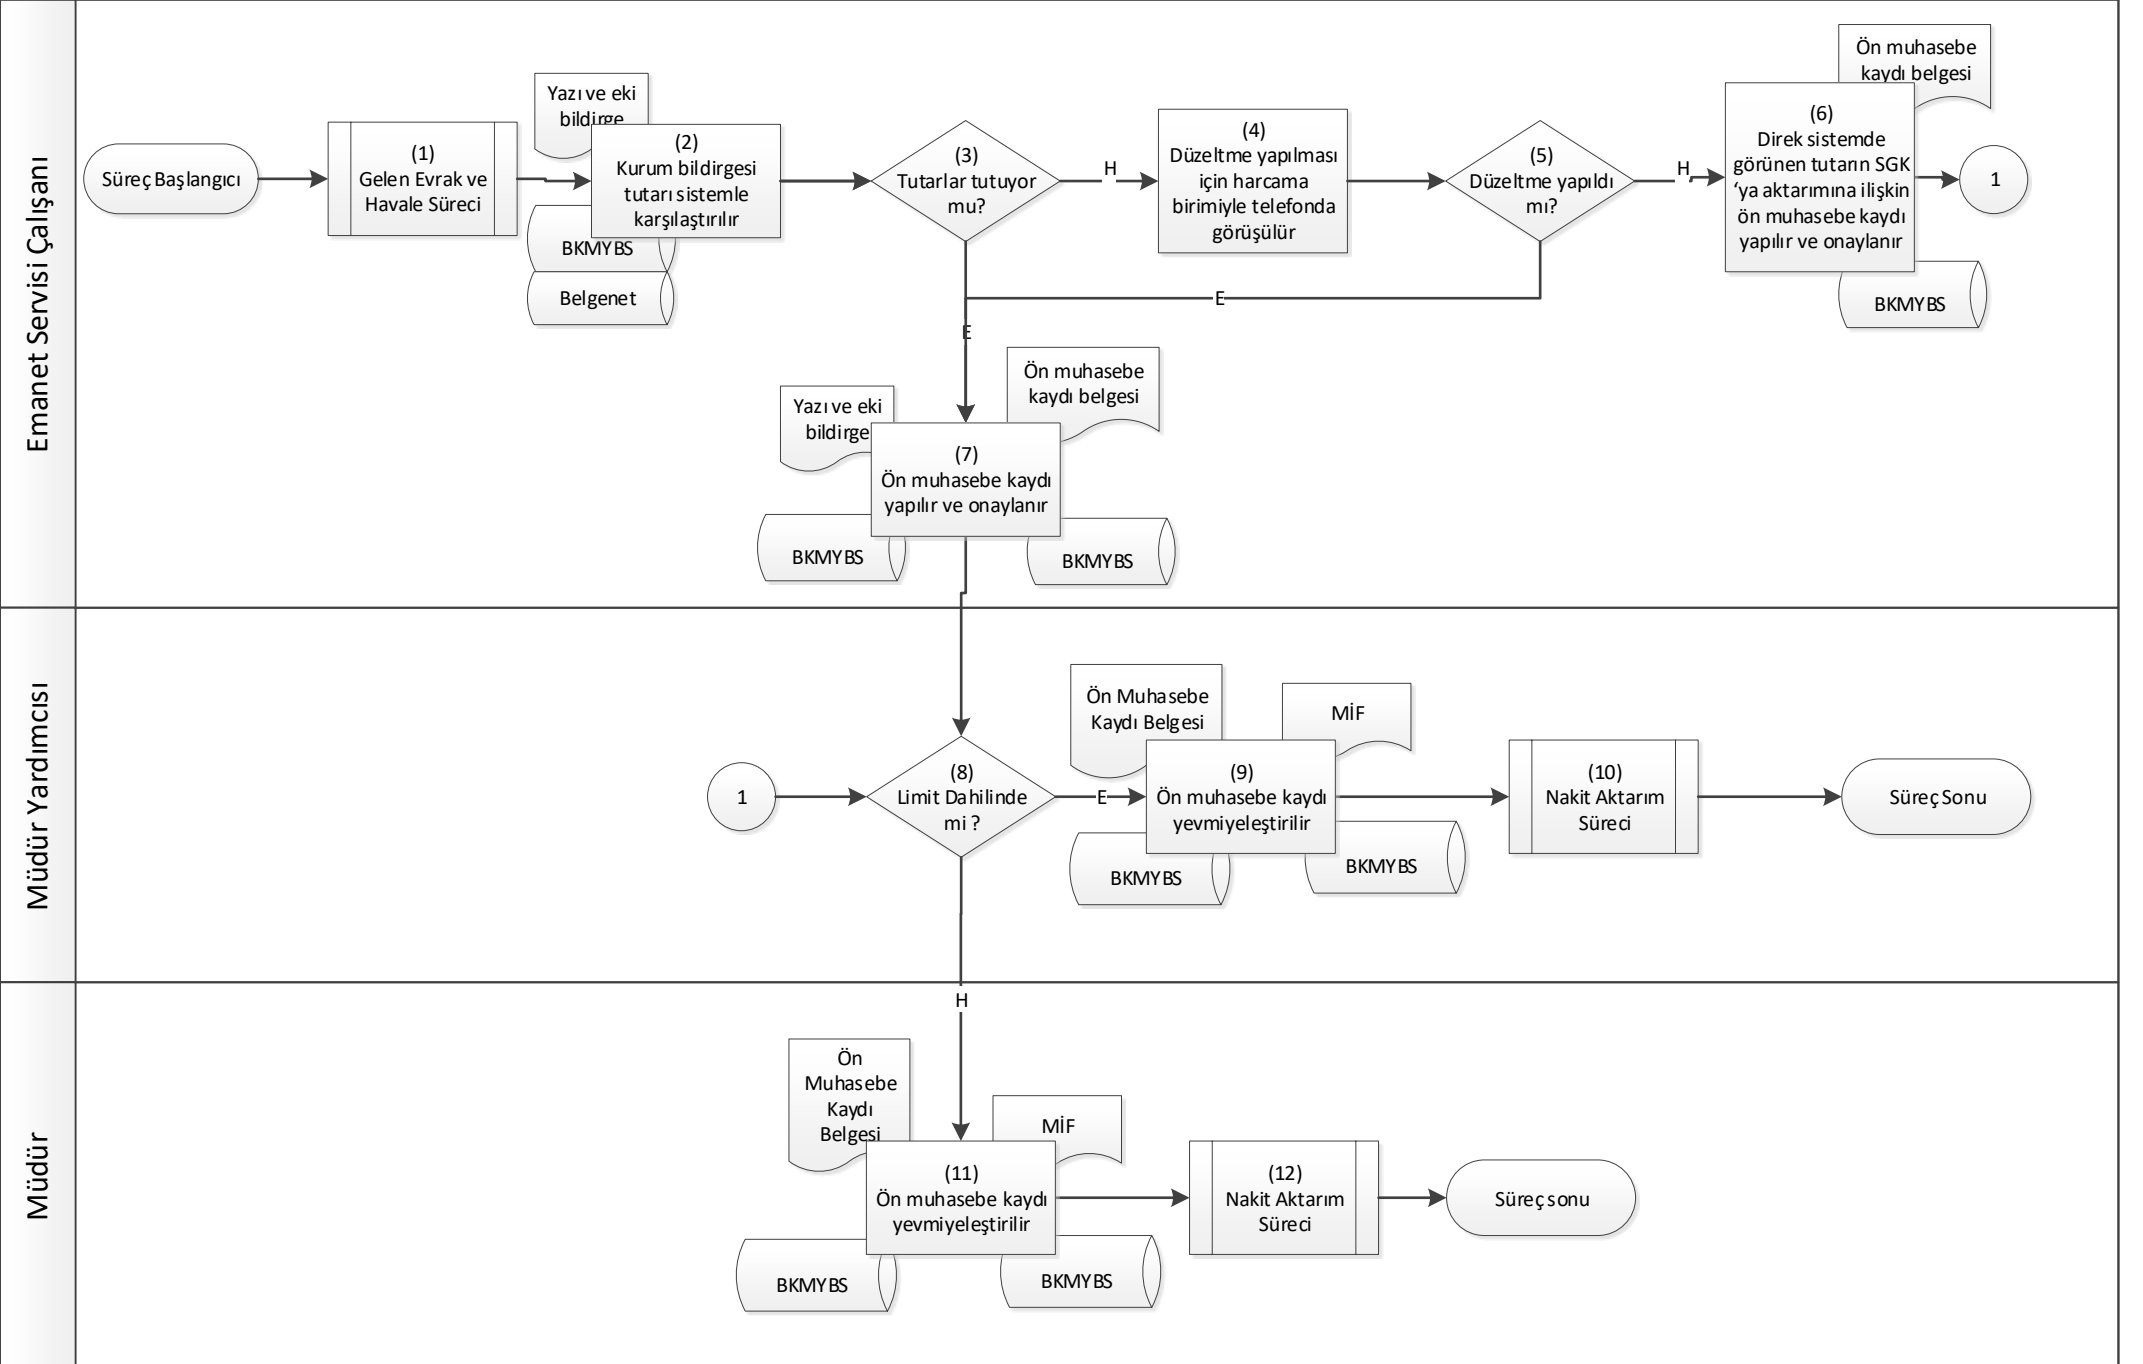 Emanet Servisi Çalışanı
Süreç Başlangıcı
(1)
Gelen Evrak ve
Havale Süreci
Yazı ve eki
bildirge
(2)
Kurum bildirgesi
tutarı sistemle
karşılaştırılır
BKMYBS
Belgenet
(3)
Tutarlar tutuyor
mu?
H
(4)
Düzeltme yapılması
için harcama
birimiyle telefonda
görüşülür
(5)
Düzeltme yapıldı
mı?
H
Ön muhasebe
kaydı belgesi
(6)
Direk sistemde
görünen tutarın SGK
‘ya aktarımına ilişkin
ön muhasebe kaydı
yapılır ve onaylanır
BKMYBS
1
E
E
Yazı ve eki
bildirge
Ön muhasebe
kaydı belgesi
(7)
Ön muhasebe kaydı
yapılır ve onaylanır
BKMYBS
BKMYBS
Müdür Yardımcısı
1
(8)
Limit Dahilinde
mi ?
E
Ön Muhasebe
Kaydı Belgesi
MİF
(9)
Ön muhasebe kaydı
yevmiyeleştirilir
BKMYBS
BKMYBS
(10)
Nakit Aktarım
Süreci
Süreç Sonu
Müdür
H
Ön
Muhasebe
Kaydı
Belgesi
MİF
(11)
Ön muhasebe kaydı
yevmiyeleştirilir
BKMYBS
BKMYBS
(12)
Nakit Aktarım
Süreci
Süreç sonu